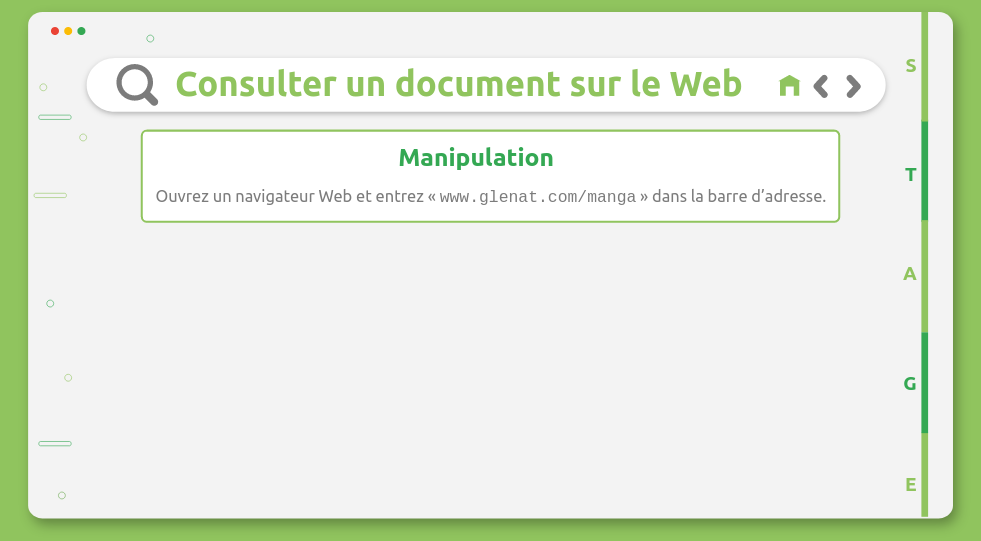 Consulter un document sur le Web
Manipulation
Ouvrez un navigateur Web et entrez « www.glenat.com/manga » dans la barre d’adresse.
S
T
A
G
E